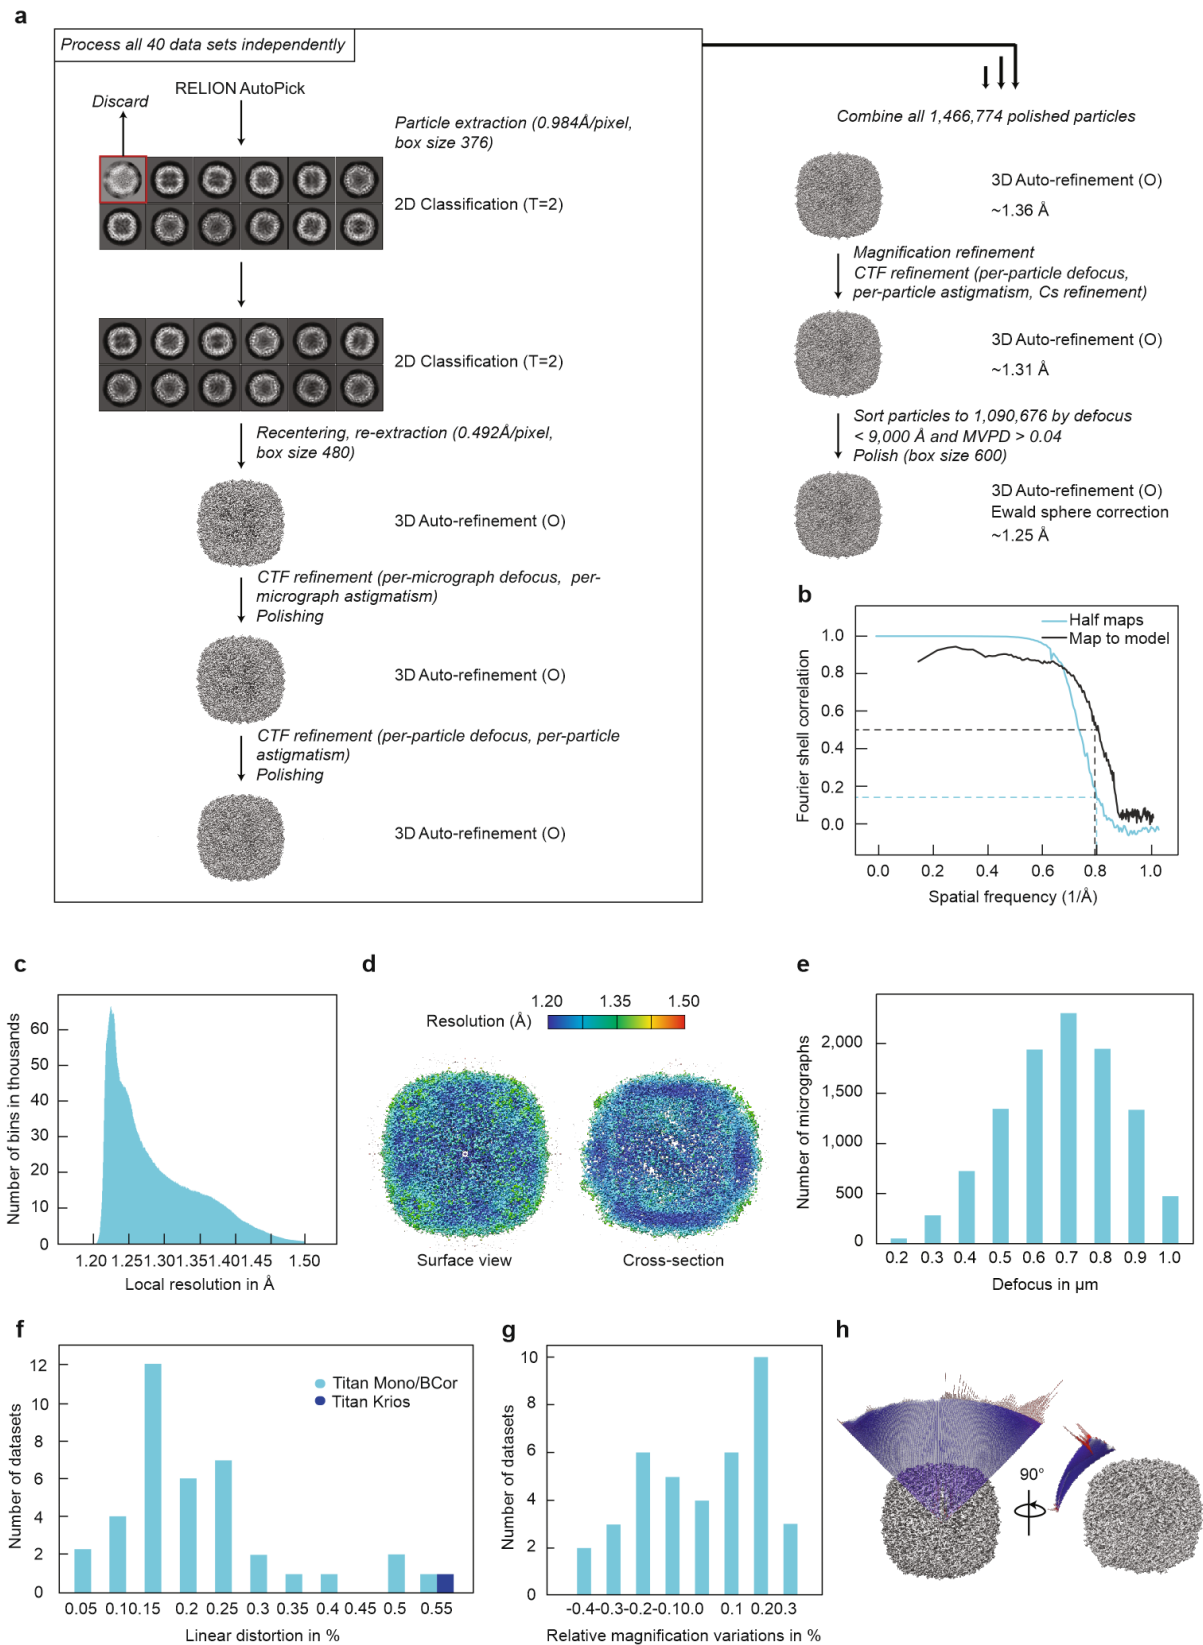 a
Process all 40 data sets independently
RELION AutoPick
Discard
Particle extraction (0.984Å/pixel,
box size 376)
2D Classification (T=2)
2D Classification (T=2)
Recentering, re-extraction (0.492Å/pixel,
box size 480)
3D Auto-refinement (O)
CTF refinement (per-micrograph defocus, per-
micrograph astigmatism)
Polishing
3D Auto-refinement (O)
CTF refinement (per-particle defocus, per-particle
astigmatism)
Polishing
3D Auto-refinement (O)
Combine all 1,466,774 polished particles
3D Auto-refinement (O)
~1.36 Å
Magnification refinement
CTF refinement (per-particle defocus,
per-particle astigmatism, Cs refinement)
3D Auto-refinement (O)
~1.31 Å
Sort particles to 1,090,676 by defocus
< 9,000 Å and MVPD > 0.04
Polish (box size 600)
3D Auto-refinement (O)
Ewald sphere correction
~1.25 Å
b
Half maps
Map to model
Fourier shell correlation
1.0
0.8
0.6
0.4
0.2
0.0
0.0 0.2 0.4 0.6 0.8 1.0
Spatial frequency (1/Å)
c
Number of bins in thousands
60
50
40
30
20
10
0
1.20 1.25 1.30 1.35 1.40 1.45 1.50
Local resolution in Å
d
1.20 1.35 1.50
Resolution (Å)
Surface view
Cross-section
e
Number of micrographs
2,000
1,500
1,000
500
0
0.2 0.3 0.4 0.5 0.6 0.7 0.8 0.9 1.0
Defocus in µm
f
Number of datasets
12
10
8
6
4
2
0
Titan Mono/BCor
Titan Krios
0.05 0.10 0.15 0.2 0.25 0.3 0.35 0.4 0.45 0.5 0.55
Linear distortion in %
g
Number of datasets
10
8
6
4
2
0
-0.4 -0.3 -0.2 -0.1 0.0 0.1 0.2 0.3
Relative magnification variations in %
h
90°